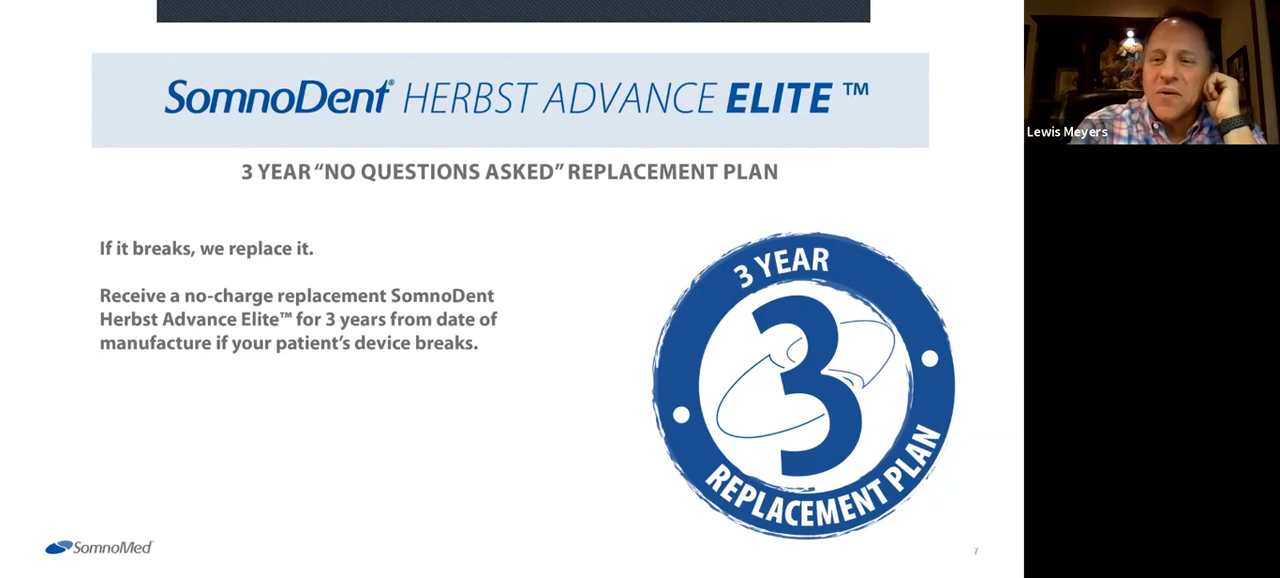 SomnoDent® HERBST ADVANCE ELITE ™
3 YEAR “NO QUESTIONS ASKED” REPLACEMENT PLAN
If it breaks, we replace it.
Receive a no-charge replacement SomnoDent
Herbst Advance Elite™ for 3 years from date of
manufacture if your patient’s device breaks.
3 YEAR
3
REPLACEMENT PLAN
SomnoMed®
7
Lewis Meyers